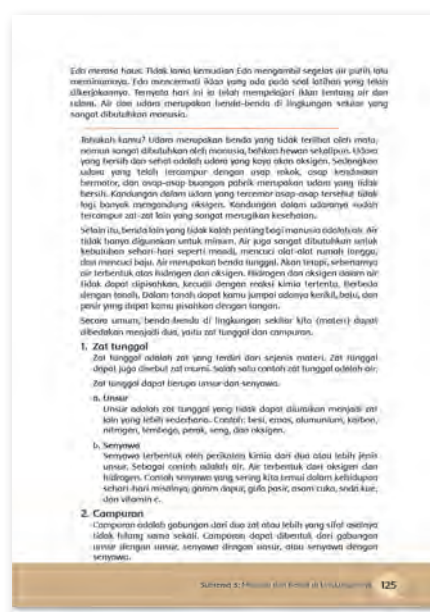 Edo merasa haus. Tidak lama kemudian Edo mengambil segelas air putih lalu
meminumnya. Edo mencermati iklan yang ada pada soal latihan yang telah
dikerjakannya. Ternyata hari ini ia telah mempelajari iklan tentang air dan
udara. Air dan udara merupakan benda-benda di lingkungan sekitar yang
sangat dibutuhkan manusia.
Tahukah kamu? Udara merupakan benda yang tidak terlihat oleh mata,
namun sangat dibutuhkan oleh manusia, bahkan hewan sekalipun. Udara
yang bersih dan sehat adalah udara yang kaya akan oksigen. Sedangkan
udara yang telah tercampur dengan asap rokok, asap kendaraan
bermotor, dan asap-asap buangan pabrik merupakan udara yang tidak
bersih. Kandungan dalam udara yang tercemar asap-asap tersebut tidak
lagi banyak mengandung oksigen. Kandungan dalam udaranya sudah
tercampur zat-zat lain yang sangat merugikan kesehatan.
Selain itu, benda lain yang tidak kalah penting bagi manusia adalah air. Air
tidak hanya digunakan untuk minum. Air juga sangat dibutuhkan untuk
kebutuhan sehari-hari seperti mandi, mencuci alat-alat rumah tangga,
dan mencuci baju. Air merupakan benda tunggal. Akan tetapi, sebenarnya
air terbentuk atas hidrogen dan oksigen. Hidrogen dan oksigen dalam air
tidak dapat dipisahkan, kecuali dengan reaksi kimia tertentu. Berbeda
dengan tanah. Dalam tanah dapat kamu jumpai adanya kerikil, batu, dan
pasir yang dapat kamu pisahkan dengan tangan.
Secara umum, benda-benda di lingkungan sekitar kita (materi) dapat
dibedakan menjadi dua, yaitu zat tunggal dan campuran.
1. Zat tunggal
Zat tunggal adalah zat yang terdiri dari sejenis materi. Zat tunggal
dapat juga disebut zat murni. Salah satu contoh zat tunggal adalah air.
Zat tunggal dapat berupa unsur dan senyawa.
a. Unsur
Unsur adalah zat tunggal yang tidak dapat diuraikan menjadi zat
lain yang lebih sederhana. Contoh: besi, emas, alumunium, karbon,
nitrogen, tembaga, perak, seng, dan oksigen.
b. Senyawa
Senyawa terbentuk oleh perikatan kimia dari dua atau lebih jenis
unsur. Sebagai contoh adalah air. Air terbentuk dari oksigen dan
hidrogen. Contoh senyawa yang sering kita temui dalam kehidupan
sehari-hari misalnya, garam dapur, gula pasir, asam cuka, soda kue,
dan vitamin c.
2. Campuran
Campuran adalah gabungan dari dua zat atau lebih yang sifat asalnya
tidak hilang sama sekali. Campuran dapat dibentuk dari gabungan
unsur dengan unsur, senyawa dengan unsur, atau senyawa dengan
senyawa.
Subtema 3: Manusia dan Benda di Lingkungannya 125